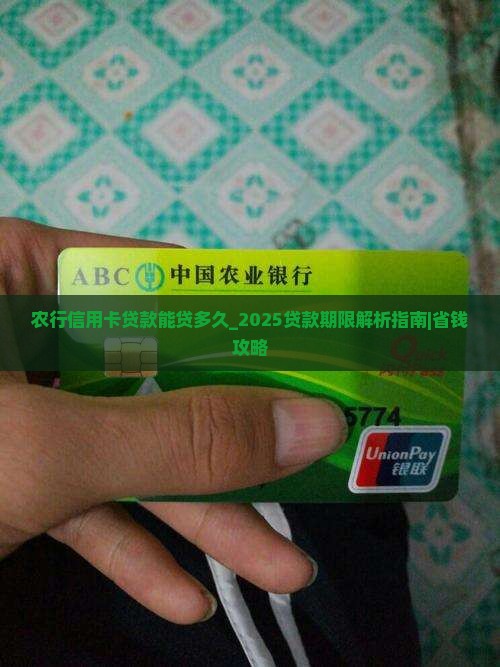 ABC 中国农业银行
农行信用卡贷款能贷多久_2025贷款期限解析指南|省钱
攻略
5774
UnionPay
银联